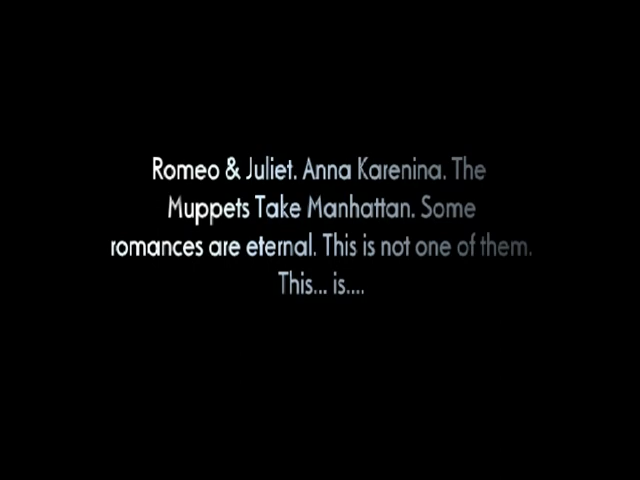 Romeo & Juliet. Anna Karenina. The
Muppets Take Manhattan. Some
romances are eternal. This is not one of them.
This... is....